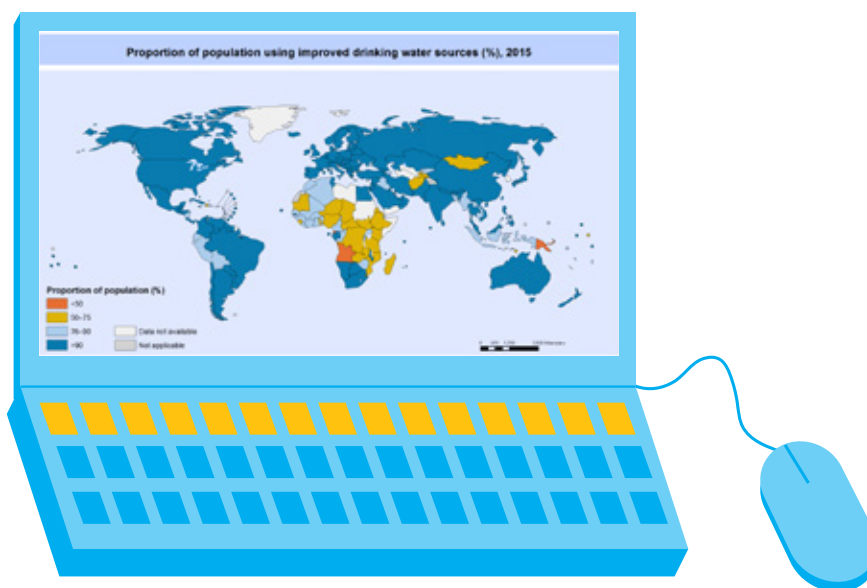 Proportion of population using improved drinking water sources (%), 2015
Proportion of population (%)
<50
50–75
76–90 Data not available
>90 Not applicable